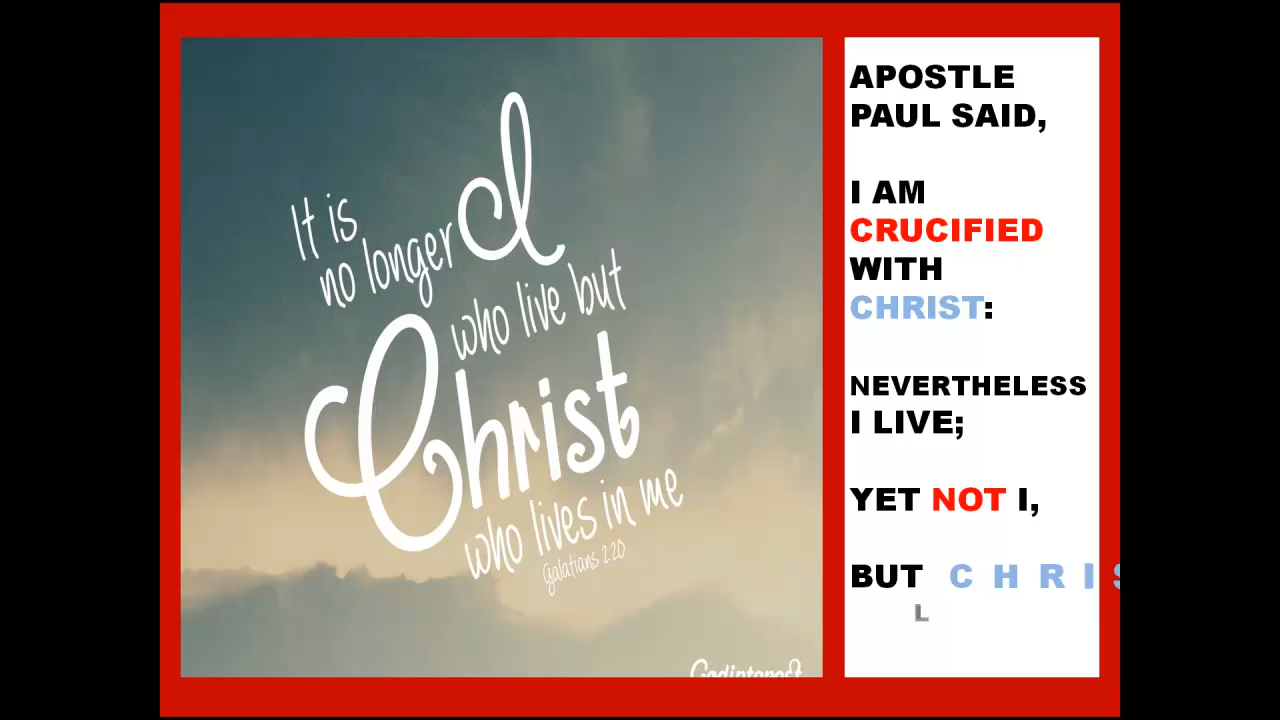 It is
no longer I
who live but
Christ
who lives in me
Galatians 2:20
APOSTLE
PAUL SAID,
I AM
CRUCIFIED
WITH
CHRIST:
NEVERTHELESS
I LIVE;
YET NOT I,
BUT C H R I S
L